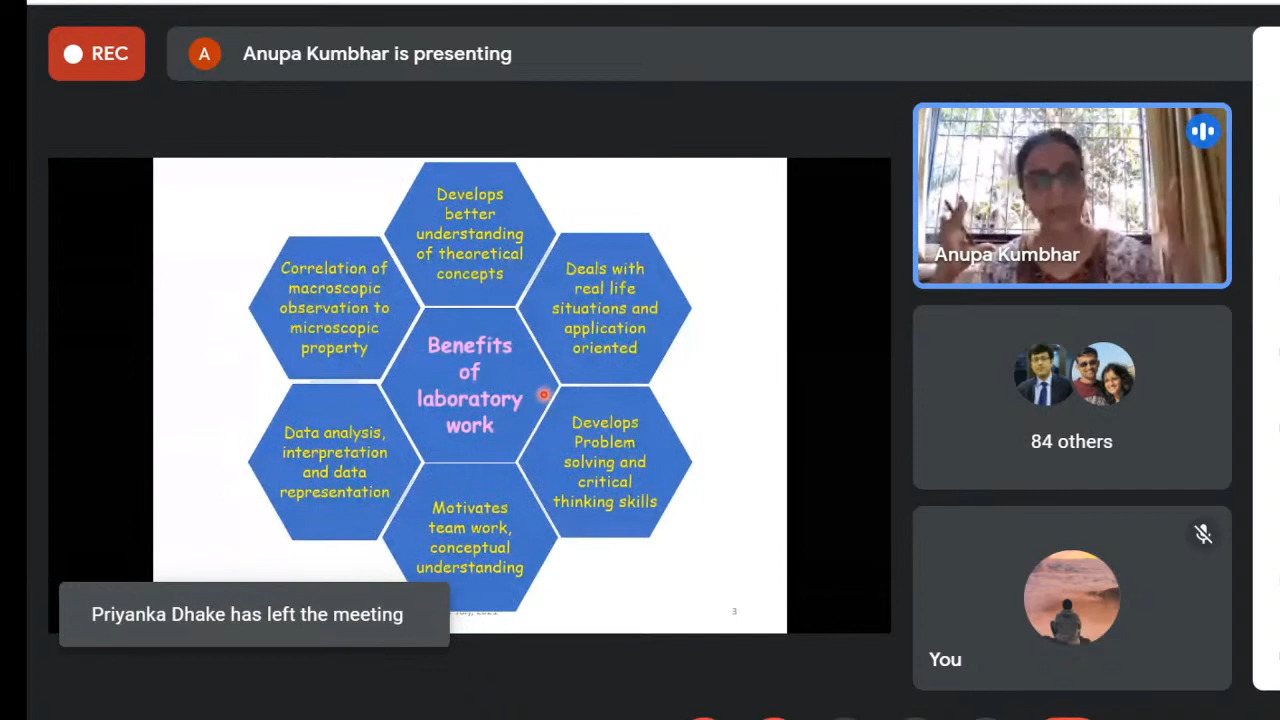 REC
A
Anupa Kumbhar is presenting
Develops
better
understanding
of theoretical
concepts
Correlation of
macroscopic
observation to
microscopic
property
Deals with
real life
situations and
application
oriented
Benefits
of
laboratory
work
Data analysis,
interpretation
and data
representation
Develops
Problem
solving and
critical
thinking skills
Motivates
team work,
conceptual
understanding
3
Priyanka Dhake has left the meeting
Anupa Kumbhar
84 others
You